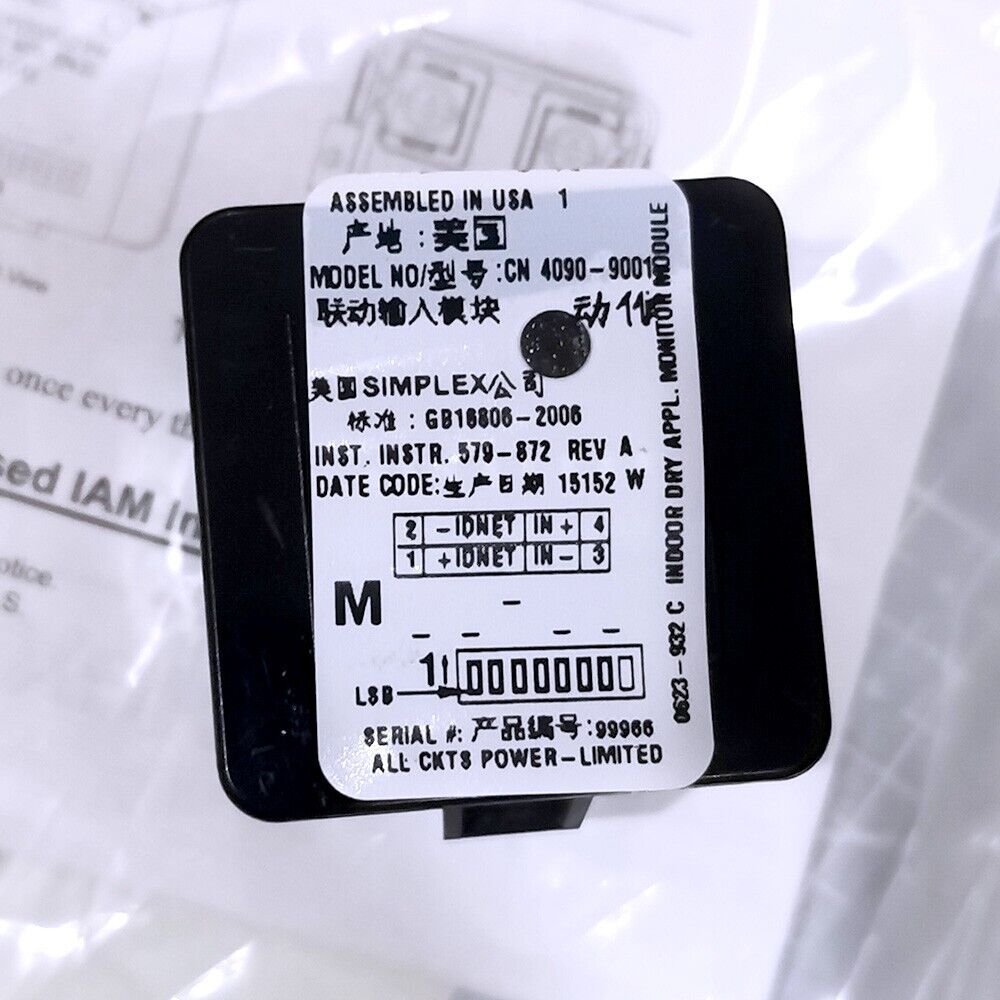 ASSEMBLED IN USA 1
产地：美国
MODEL NO/型号:CN 4090-9001
联动输入模块 动作
美国SIMPLEX公司
标准：GB16806-2006
INST. INSTR. 579-872 REV A
DATE CODE:生产日期 15152 W
2 -IDNET IN + 4
1 +IDNET IN - 3
M
1
LSB
SERIAL #: 产品编号:99966
ALL CKTS POWER-LIMITED
0623-932 C INDOOR DRY APPL. MONITOR MODULE
View
once every
sed IAM In
otice
S